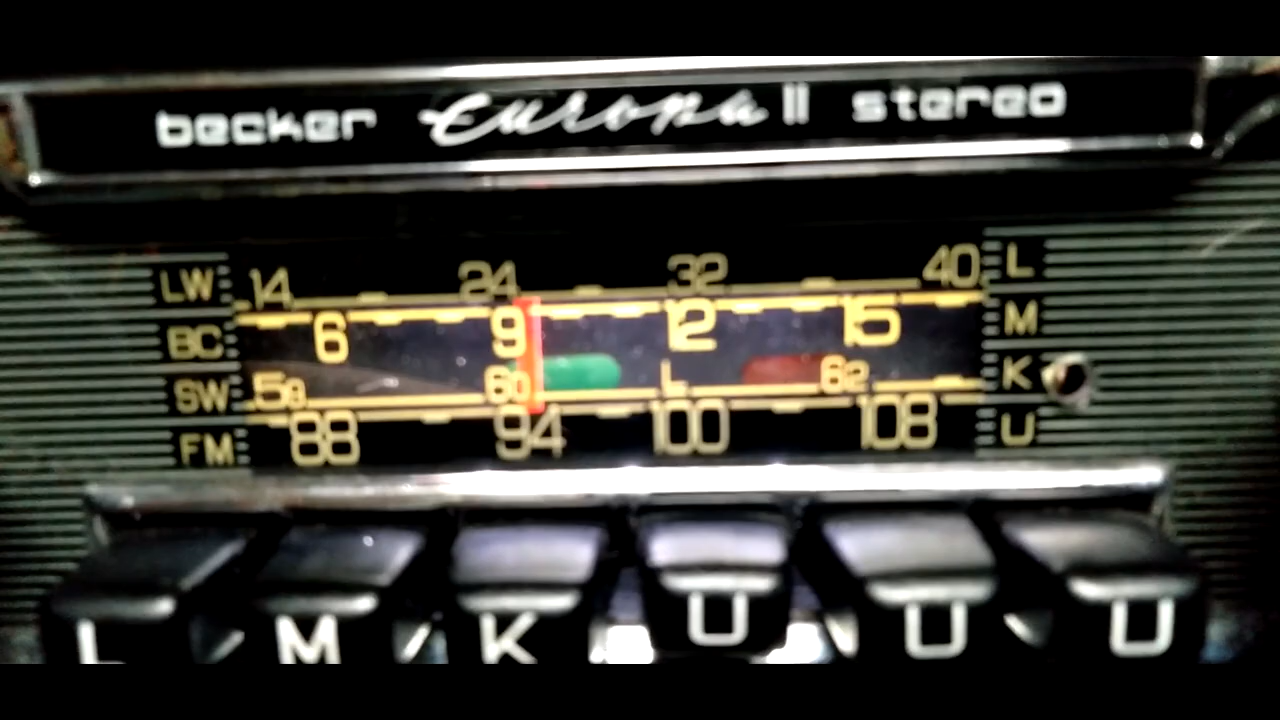 becker Europa II stereo
LW 14 24 32 40 L
BC 6 9 12 15 M
SW 59 60 L 62 K
FM 88 94 100 108 U
L M K U U U